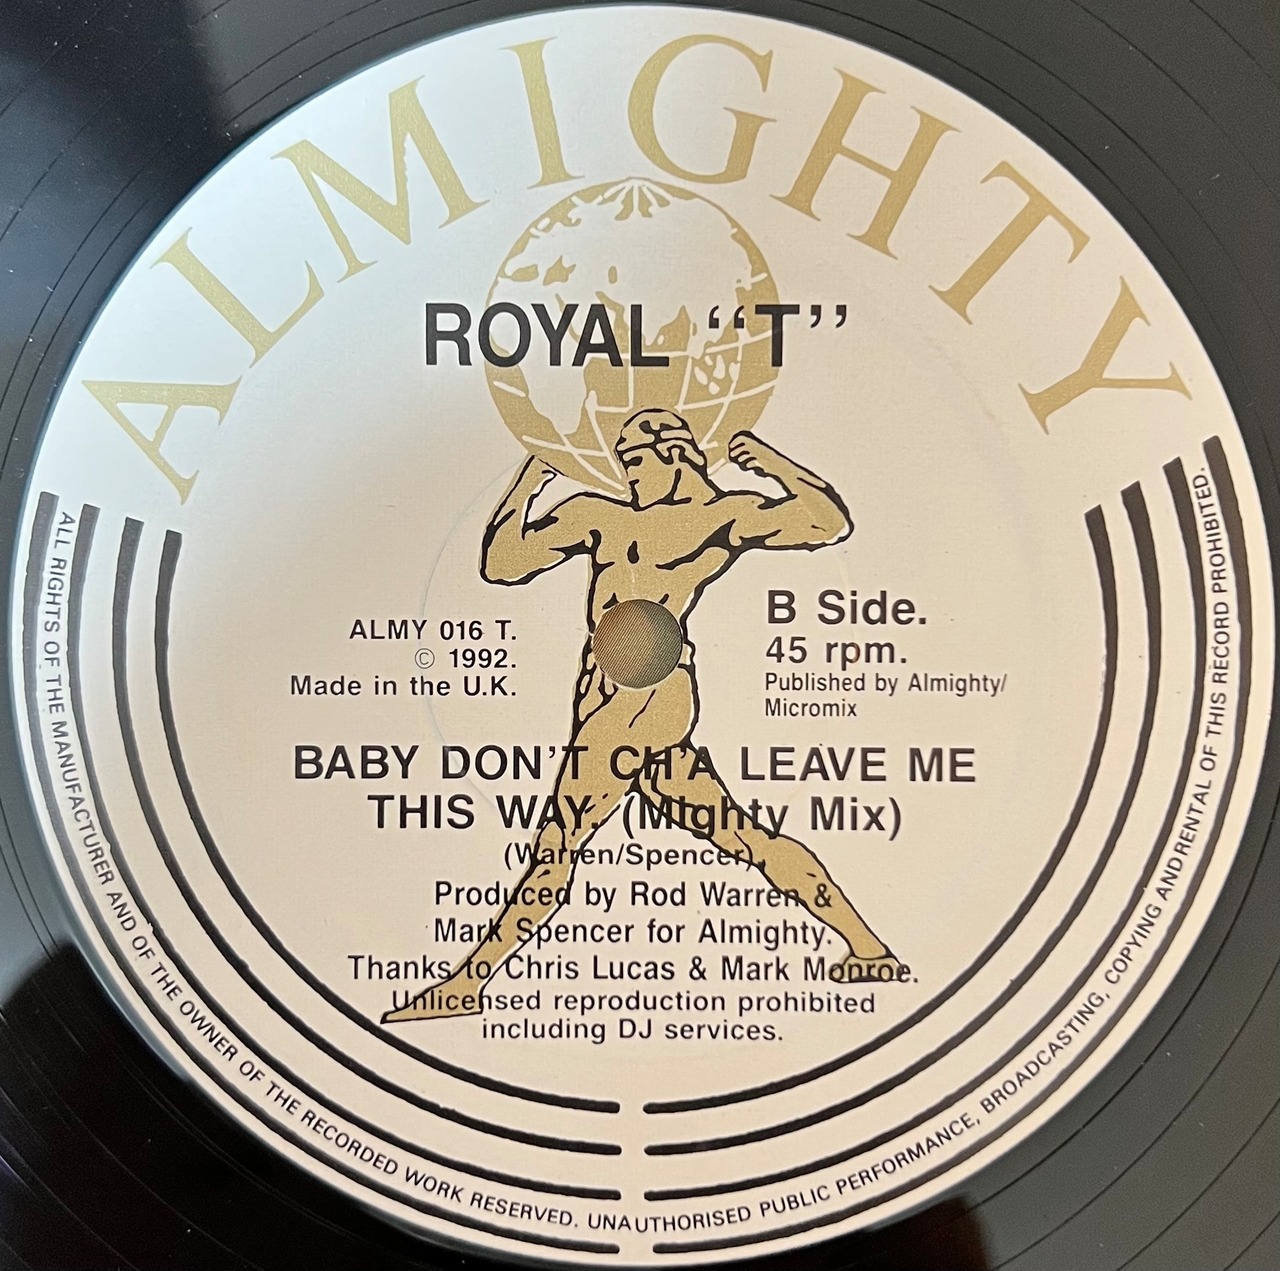 ALMIGHTY
ROYAL “T”
ALMY 016 T.
© 1992.
Made in the U.K.
B Side.
45 rpm.
Published by Almighty/
Micromix
BABY DON'T CH'A LEAVE ME
THIS WAY. (Mighty Mix)
(Warren/Spencer).
Produced by Rod Warren &
Mark Spencer for Almighty.
Thanks to Chris Lucas & Mark Monroe.
Unlicensed reproduction prohibited
including DJ services.
ALL RIGHTS OF THE MANUFACTURER AND OF THE OWNER OF THE RECORDED WORK RESERVED. UNAUTHORISED PUBLIC PERFORMANCE, BROADCASTING, COPYING AND RENTAL OF THIS RECORD PROHIBITED.